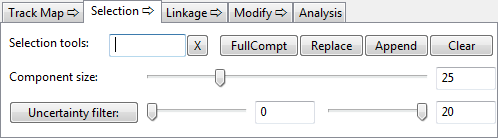 Track Map Selection Linkage Modify Analysis
Selection tools: X FullCompt Replace Append Clear
Component size: 25
Uncertainty filter: 0 20